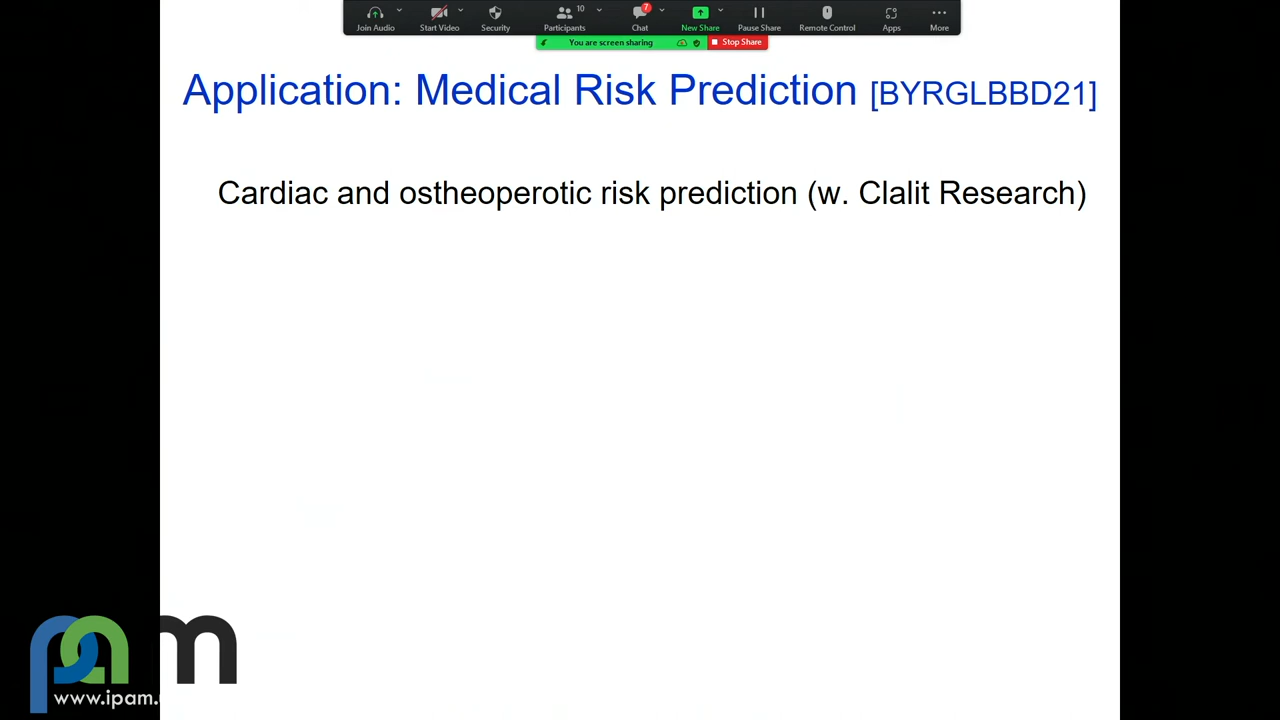 10
7
Join Audio
Start Video
Security
Participants
Chat
New Share
Pause Share
Remote Control
Apps
More
You are screen sharing
Stop Share
Application: Medical Risk Prediction [BYRGLBBD21]
Cardiac and ostheoperotic risk prediction (w. Clalit Research)
pam
www.ipam.u